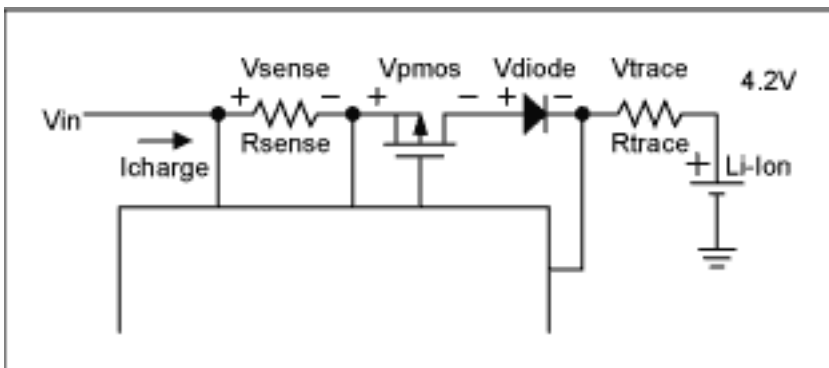 Vsense Vpmos Vdiode Vtrace 4.2V
+ − + − + −
Vin
Rsense Rtrace
Icharge + Li-Ion